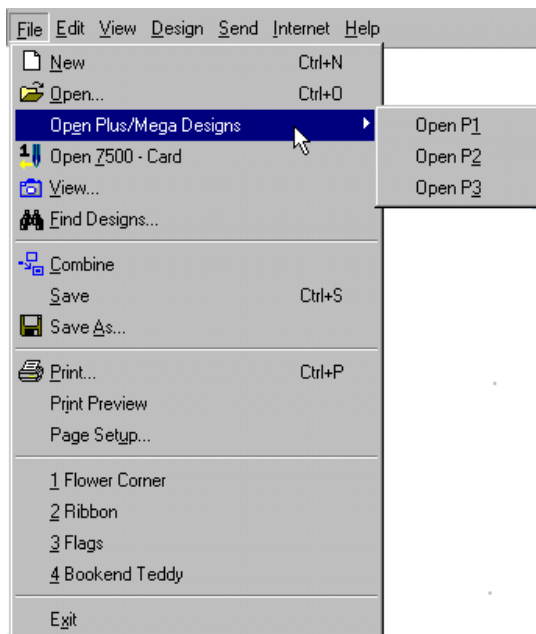 File Edit View Design Send Internet Help
New Ctrl+N
Open... Ctrl+O
Open Plus/Mega Designs
Open P1
Open 7500 - Card
Open P2
View...
Open P3
Find Designs...
Combine
Save Ctrl+S
Save As...
Print... Ctrl+P
Print Preview
Page Setup...
1 Flower Corner
2 Ribbon
3 Flags
4 Bookend Teddy
Exit